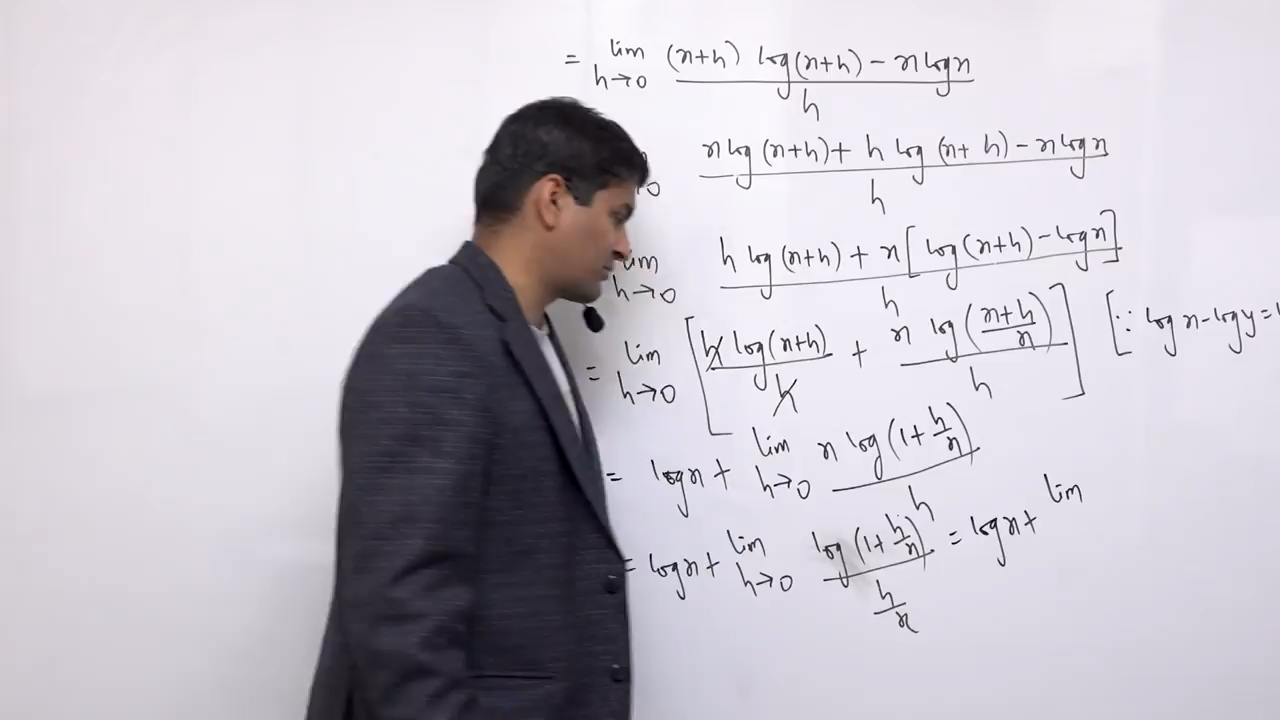 = lim h→0 (x+h) log(x+h) – x log x / h
0 x log(x+h) + h log(x+h) – x log x / h
lim h→0 h log(x+h) + x[log(x+h) – log x] / h
= lim h→0 [h log(x+h) / h + x log((x+h)/x) / h] [∵ log x – log y =
= log x + lim h→0 x log(1 + h/x) / h
= log x + lim h→0 log(1 + h/x) / (h/x) = log x + lim